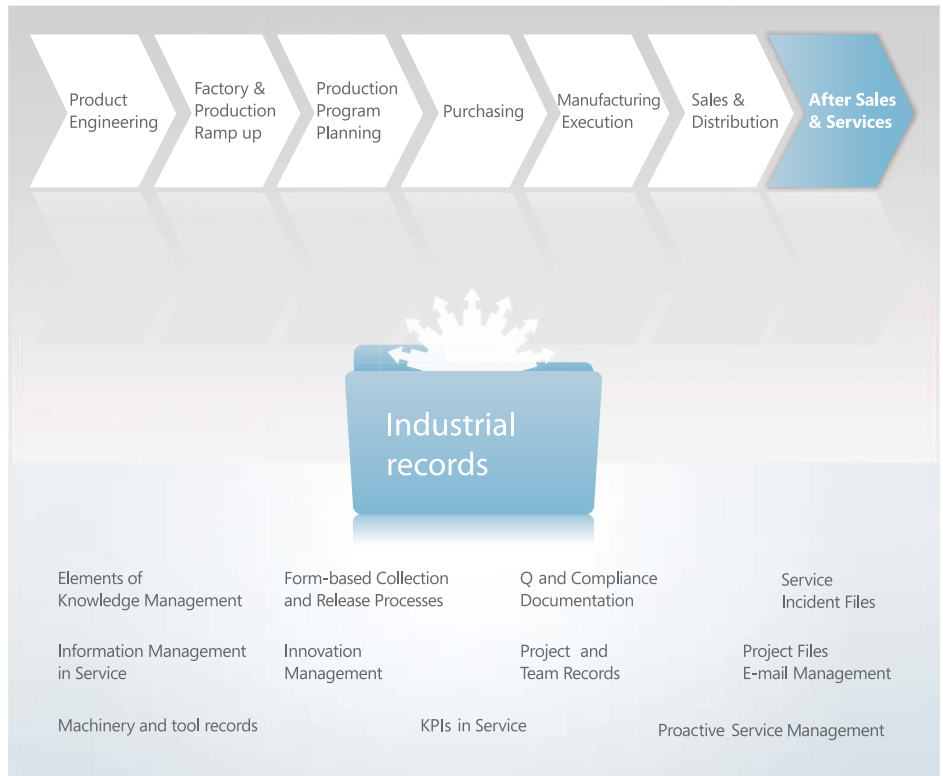 Product
Engineering
Factory &
Production
Ramp up
Production
Program
Planning
Purchasing
Manufacturing
Execution
Sales &
Distribution
After Sales
& Services
Industrial
records
Elements of
Knowledge Management
Form-based Collection
and Release Processes
Q and Compliance
Documentation
Service
Incident Files
Information Management
in Service
Innovation
Management
Project and
Team Records
Project Files
E-mail Management
Machinery and tool records
KPIs in Service
Proactive Service Management